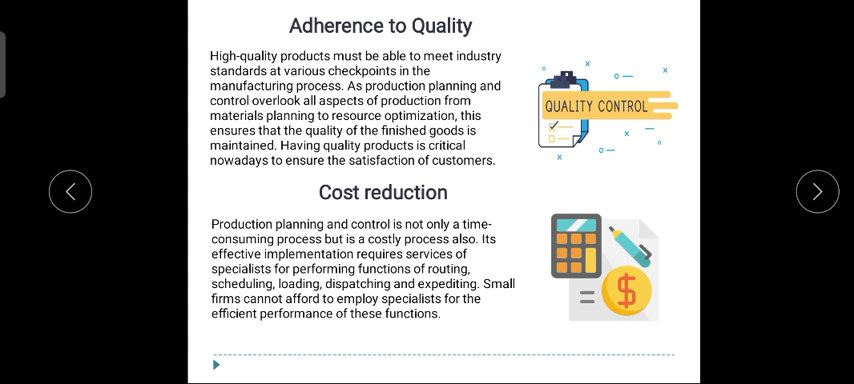 Adherence to Quality
High-quality products must be able to meet industry
standards at various checkpoints in the
manufacturing process. As production planning and
control overlook all aspects of production from
materials planning to resource optimization, this
ensures that the quality of the finished goods is
maintained. Having quality products is critical
nowadays to ensure the satisfaction of customers.
QUALITY CONTROL
Cost reduction
Production planning and control is not only a time-
consuming process but is a costly process also. Its
effective implementation requires services of
specialists for performing functions of routing,
scheduling, loading, dispatching and expediting. Small
firms cannot afford to employ specialists for the
efficient performance of these functions.
$